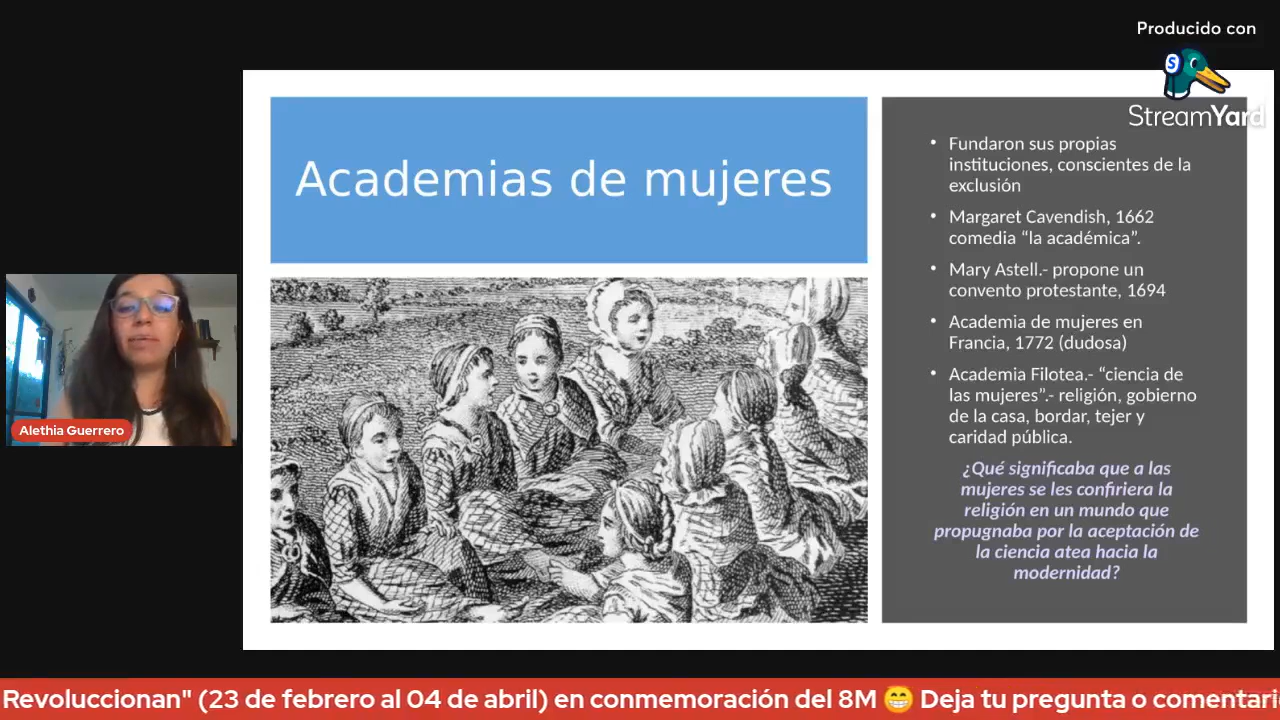 Producido con
StreamYard
Academias de mujeres
• Fundaron sus propias
instituciones, conscientes de la
exclusión
• Margaret Cavendish, 1662
comedia “la académica”.
• Mary Astell.- propone un
convento protestante, 1694
• Academia de mujeres en
Francia, 1772 (dudosa)
• Academia Filotea.- “ciencia de
las mujeres”.- religión, gobierno
de la casa, bordar, tejer y
caridad pública.
¿Qué significaba que a las
mujeres se les confiriera la
religión en un mundo que
propugnaba por la aceptación de
la ciencia atea hacia la
modernidad?
Alethia Guerrero
Revoluccionan" (23 de febrero al 04 de abril) en conmemoración del 8M 😁 Deja tu pregunta o comentari